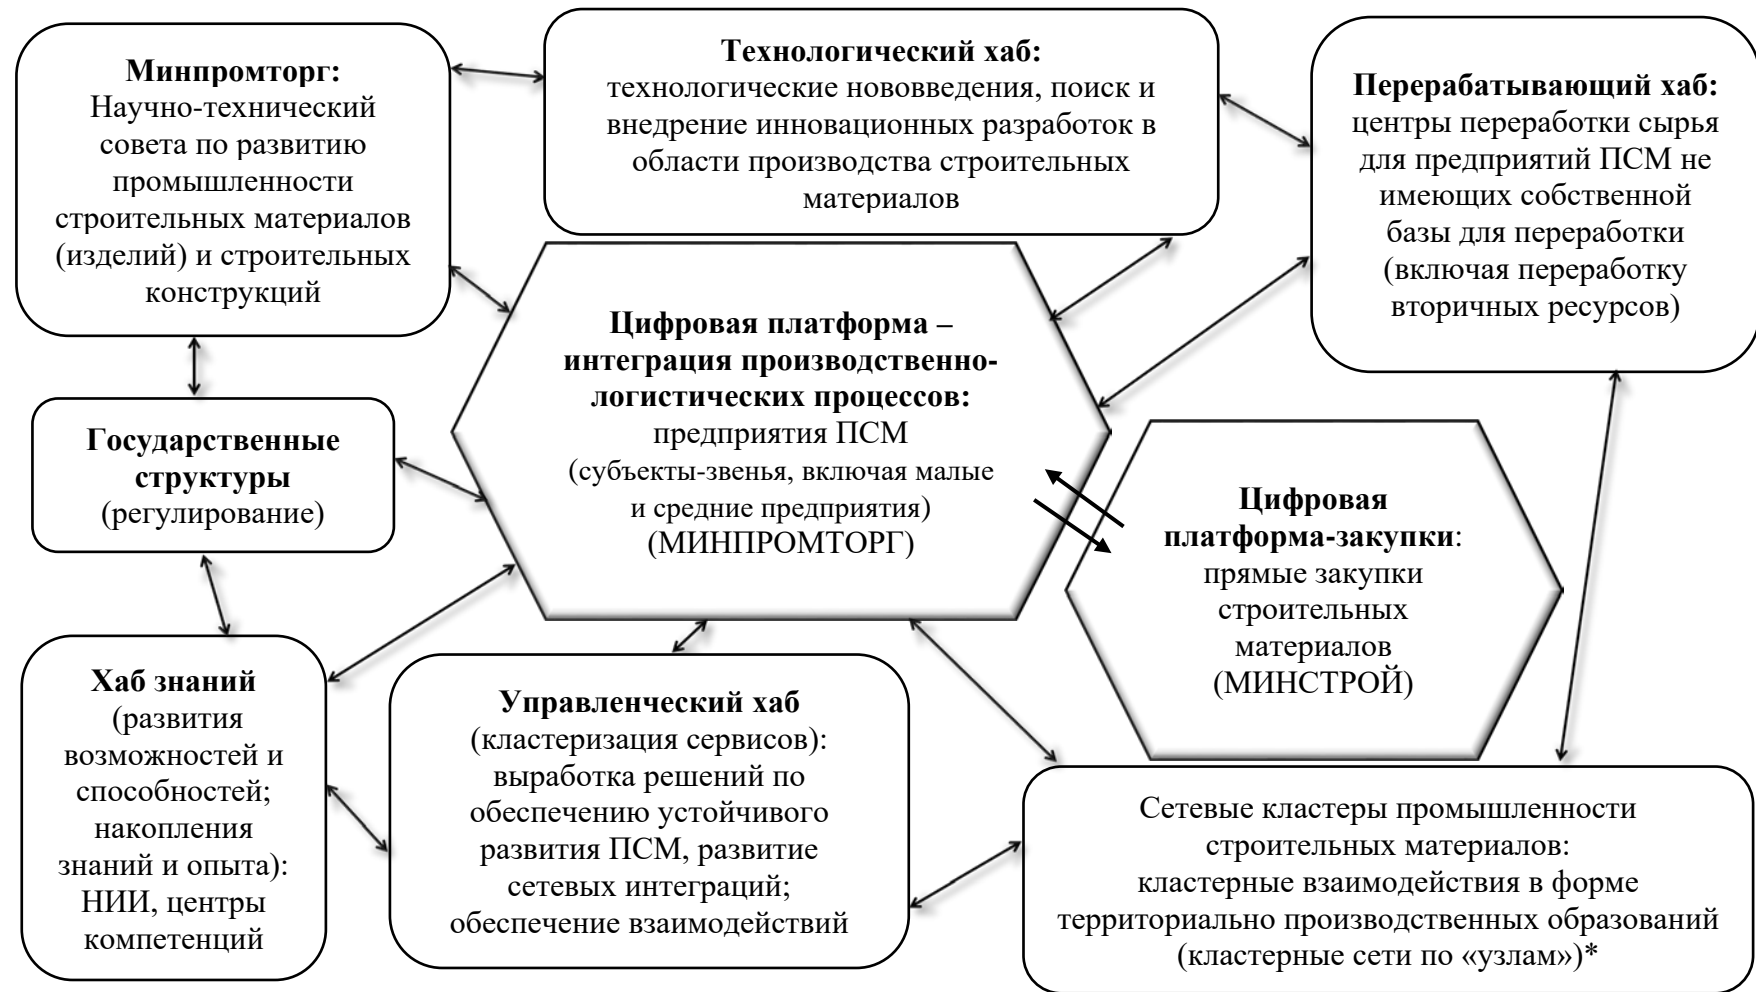 Минпромторг:
Научно-технический
совета по развитию
промышленности
строительных материалов
(изделий) и строительных
конструкций
Технологический хаб:
технологические нововведения, поиск и
внедрение инновационных разработок в
области производства строительных
материалов
Перерабатывающий хаб:
центры переработки сырья
для предприятий ПСМ не
имеющих собственной
базы для переработки
(включая переработку
вторичных ресурсов)
Цифровая платформа –
интеграция производственно-
логистических процессов:
предприятия ПСМ
(субъекты-звенья, включая малые
и средние предприятия)
(МИНПРОМТОРГ)
Государственные
структуры
(регулирование)
Цифровая
платформа-закупки:
прямые закупки
строительных
материалов
(МИНСТРОЙ)
Хаб знаний
(развития
возможностей и
способностей;
накопления
знаний и опыта):
НИИ, центры
компетенций
Управленческий хаб
(кластеризация сервисов):
выработка решений по
обеспечению устойчивого
развития ПСМ, развитие
сетевых интеграций;
обеспечение взаимодействий
Сетевые кластеры промышленности
строительных материалов:
кластерные взаимодействия в форме
территориально производственных образований
(кластерные сети по «узлам»)*